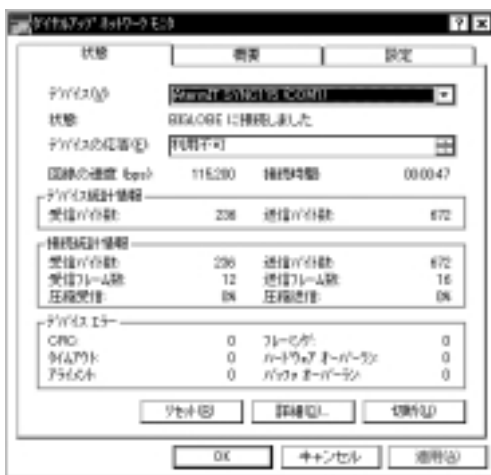 ダイヤルアップ ネットワーク モニタ
状態 概要 設定
デバイス(V)
状態: BIGLOBE に接続しました
デバイスの応答(E): 利用不可
回線の速度 (bps): 115,200 接続時間: 00:00:47
デバイス統計情報
受信バイト数: 236 送信バイト数: 672
接続統計情報
受信バイト数: 236 送信バイト数: 672
受信フレーム数: 12 送信フレーム数: 16
圧縮受信: 0% 圧縮送信: 0%
デバイス エラー
CRC: 0 フレーミング: 0
タイムアウト: 0 ハードウェア オーバーラン: 0
アライメント: 0 バッファ オーバーラン: 0
リセット(R) 詳細(D)... 切断(U)
OK キャンセル 適用(A)